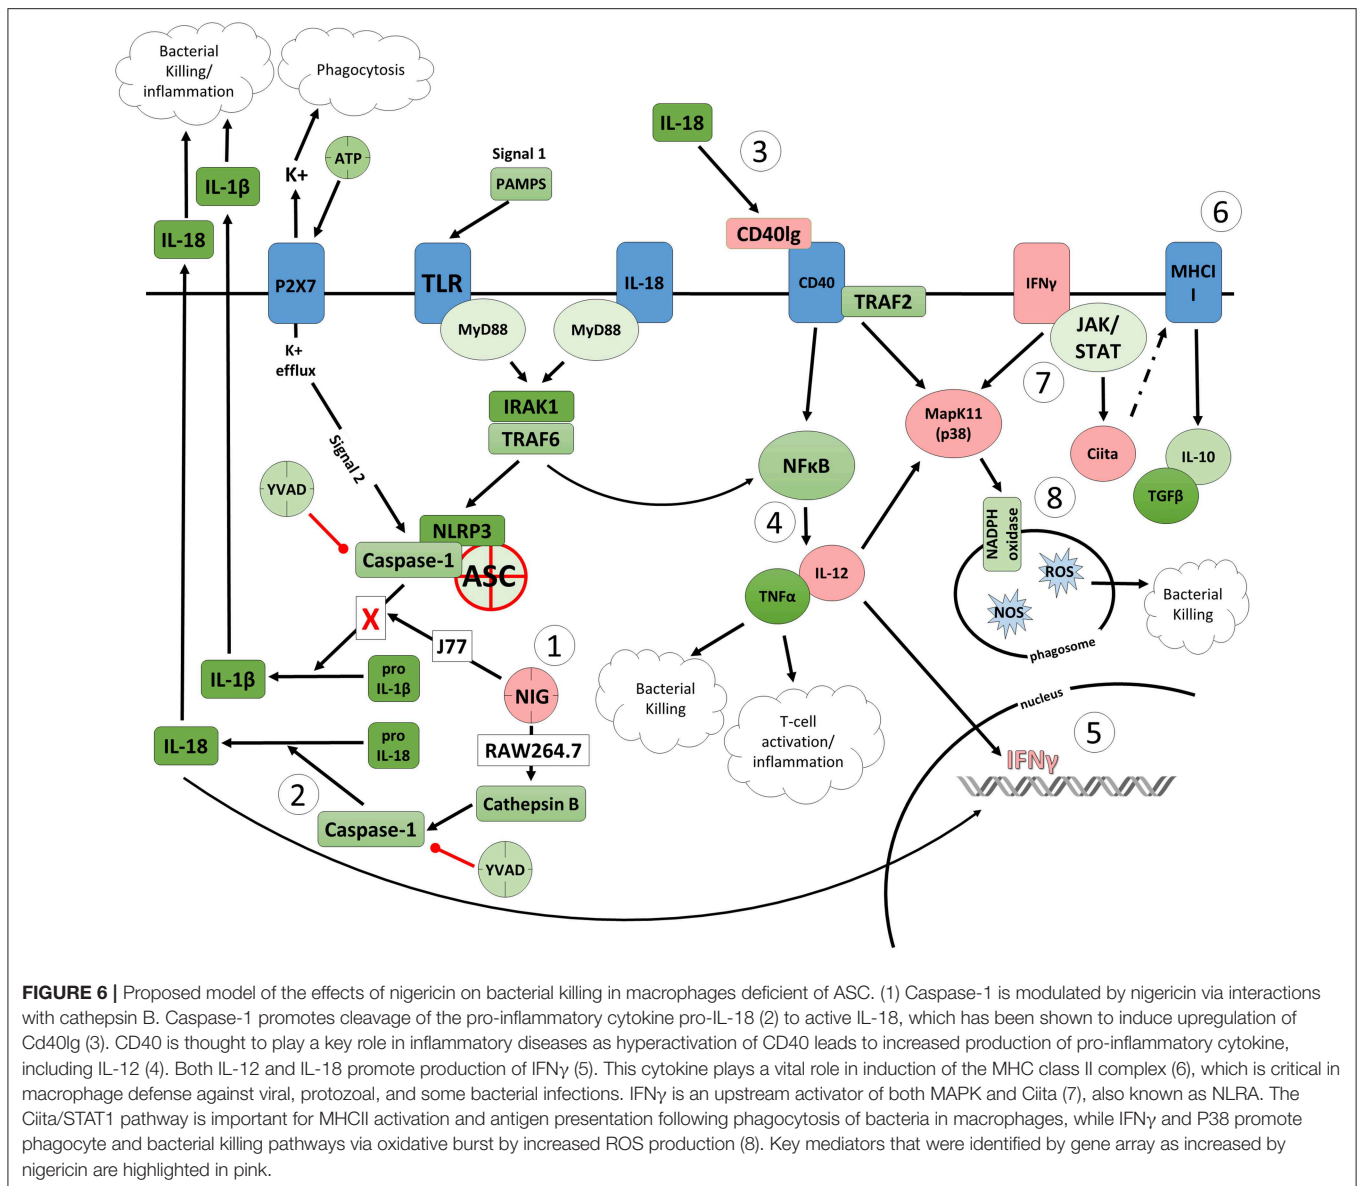 Bacterial
Killing/
inflammation
Phagocytosis
IL-18
3
ATP
Signal 1
K+
PAMPS
IL-1β
6
IL-18
CD40lg
P2X7
TLR
IL-18
CD40
TRAF2
IFNγ
MHCI
I
MyD88
MyD88
JAK/
STAT
K+
efflux
7
IRAK1
TRAF6
MapK11
(p38)
Ciita
IL-10
TGFβ
Signal 2
NFκB
YVAD
8
NADPH
oxidase
4
NLRP3
Caspase-1
ASC
IL-12
TNFα
ROS
NOS
Bacterial
Killing
phagosome
X
J77
1
IL-1β
pro
IL-1β
NIG
Bacterial
Killing
T-cell
activation/
inflammation
nucleus
5
IL-18
pro
IL-18
RAW264.7
IFNγ
2
Cathepsin B
Caspase-1
YVAD
FIGURE 6 | Proposed model of the effects of nigericin on bacterial killing in macrophages deficient of ASC. (1) Caspase-1 is modulated by nigericin via interactions
with cathepsin B. Caspase-1 promotes cleavage of the pro-inflammatory cytokine pro-IL-18 (2) to active IL-18, which has been shown to induce upregulation of
Cd40lg (3). CD40 is thought to play a key role in inflammatory diseases as hyperactivation of CD40 leads to increased production of pro-inflammatory cytokine,
including IL-12 (4). Both IL-12 and IL-18 promote production of IFNγ (5). This cytokine plays a vital role in induction of the MHC class II complex (6), which is critical in
macrophage defense against viral, protozoal, and some bacterial infections. IFNγ is an upstream activator of both MAPK and Ciita (7), also known as NLRA. The
Ciita/STAT1 pathway is important for MHCII activation and antigen presentation following phagocytosis of bacteria in macrophages, while IFNγ and P38 promote
phagocyte and bacterial killing pathways via oxidative burst by increased ROS production (8). Key mediators that were identified by gene array as increased by
nigericin are highlighted in pink.